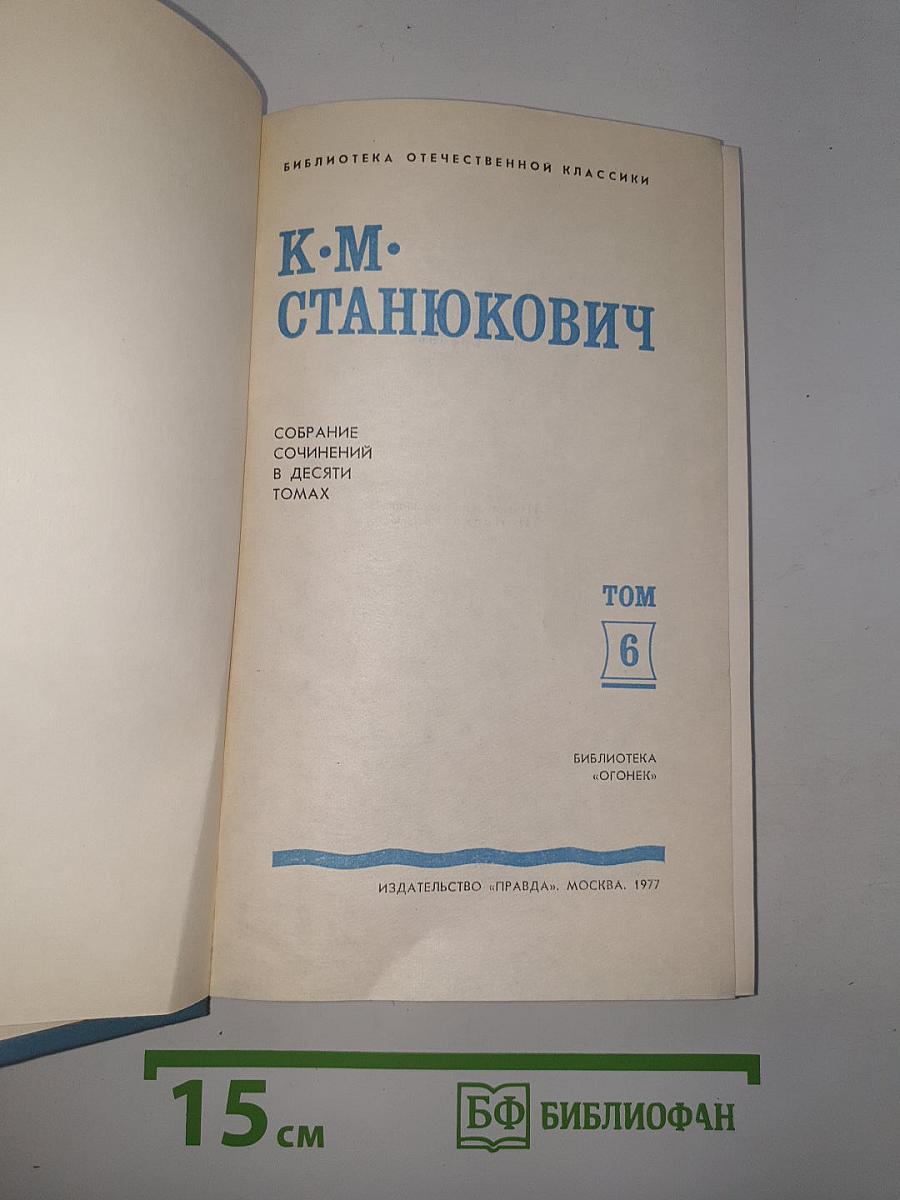 БИБЛИОТЕКА ОТЕЧЕСТВЕННОЙ КЛАССИКИ
К·М·
СТАНЮКОВИЧ
СОБРАНИЕ
СОЧИНЕНИЙ
В ДЕСЯТИ
ТОМАХ
ТОМ
6
БИБЛИОТЕКА
«ОГОНЕК»
ИЗДАТЕЛЬСТВО «ПРАВДА». МОСКВА. 1977
15 см
БФ БИБЛИОФАН